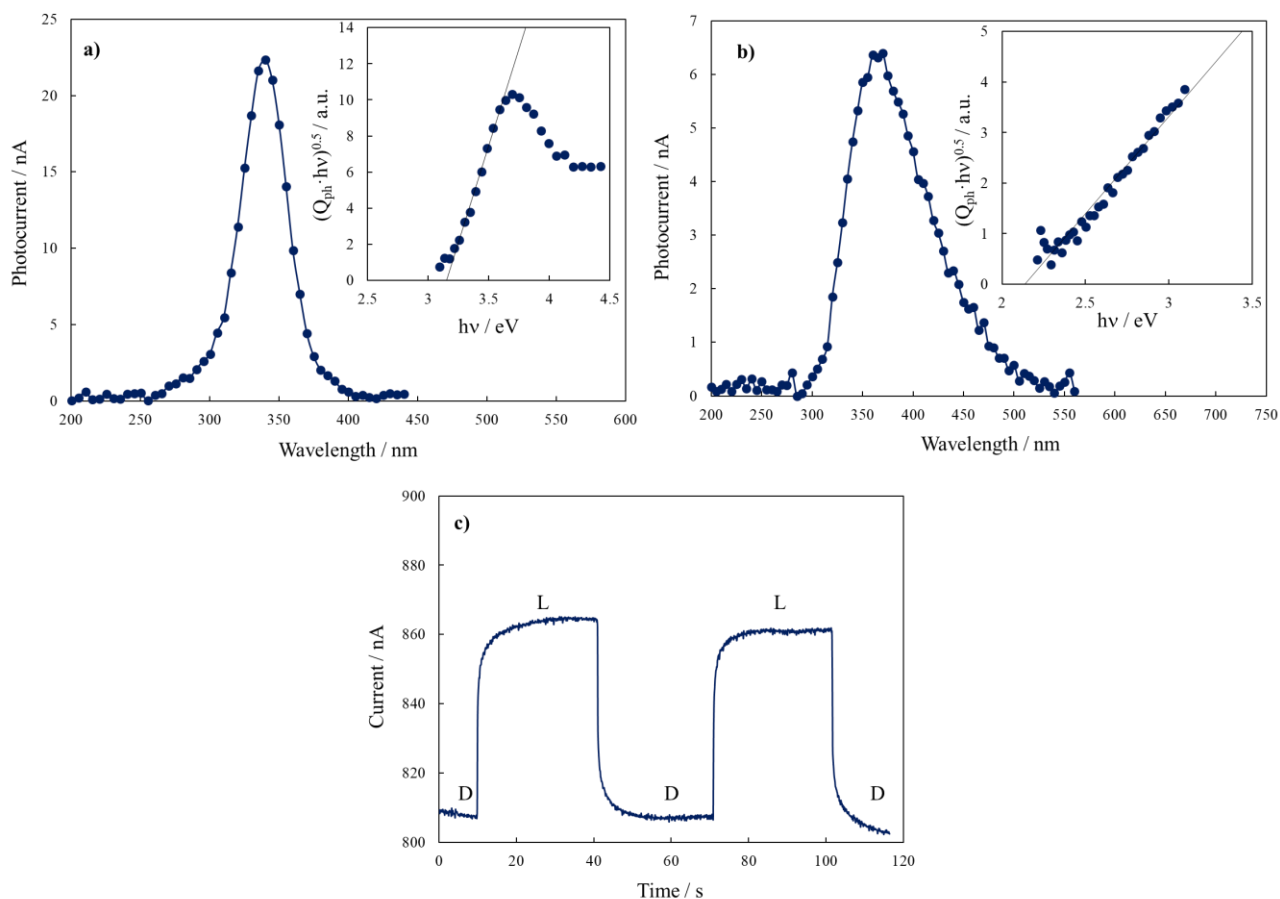 a)
Photocurrent / nA
25
20
15
10
5
0
200 250 300 350 400 450 500 550 600
Wavelength / nm
(Qph·hν)0.5 / a.u.
14
12
10
8
6
4
2
0
2.5 3 3.5 4 4.5
hν / eV
b)
Photocurrent / nA
7
6
5
4
3
2
1
0
200 250 300 350 400 450 500 550 600 650 700 750
Wavelength / nm
(Qph·hν)0.5 / a.u.
5
4
3
2
1
0
2 2.5 3 3.5
hν / eV
c)
Current / nA
900
880
860
840
820
800
L L
D D D
0 20 40 60 80 100 120
Time / s